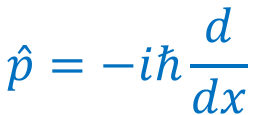 p̂ = −iħ d/dx